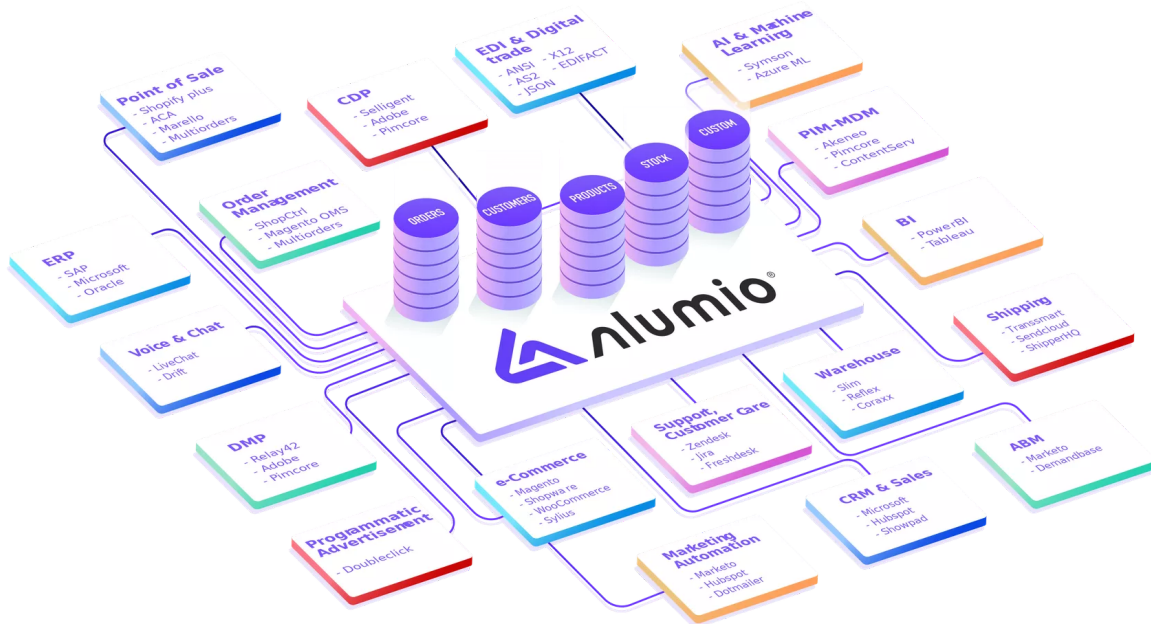 Point of Sale
- Shopify plus
- ACA
- Marello
- Multiorders
CDP
- Selligent
- Adobe
- Pimcore
EDI & Digital
trade
- ANSI - X12
- AS2 - EDIFACT
- JSON
AI & Machine
Learning
- Symson
- Azure ML
PIM-MDM
- Akeneo
- Pimcore
- ContentServ
Order
Management
- ShopCtrl
- Magento OMS
- Multiorders
ORDERS
CUSTOMERS
PRODUCTS
STOCK
CUSTOM
BI
- PowerBI
- Tableau
ERP
- SAP
- Microsoft
- Oracle
alumio®
Voice & Chat
-LiveChat
- Drift
Shipping
- Transsmart
- Sendcloud
- ShipperHQ
Warehouse
- Slim
- Reflex
- Coraxx
DMP
- Relay42
- Adobe
- Pimcore
e-Commerce
- Magento
- Shopware
- WooCommerce
- Sylius
Support,
Customer Care
- Zendesk
- Jira
- Freshdesk
ABM
- Marketo
- Demandbase
CRM & Sales
- Microsoft
- Hubspot
- Showpad
Programmatic
Advertisement
- Doubleclick
Marketing
Automation
- Marketo
- Hubspot
- Dotmailer